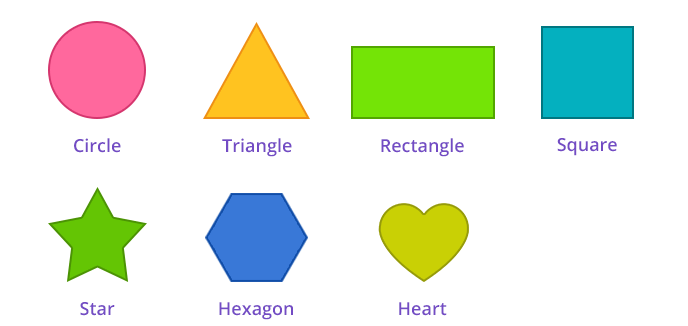 Circle
Triangle
Rectangle
Square
Star
Hexagon
Heart